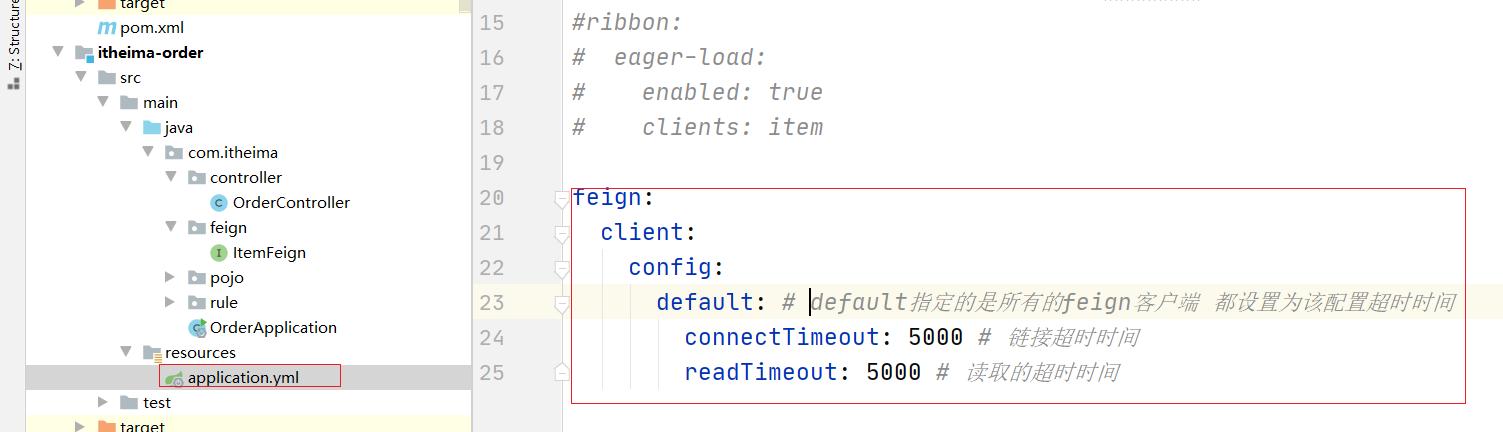 Z: Structure
target
pom.xml
itheima-order
src
main
java
com.itheima
controller
OrderController
feign
ItemFeign
pojo
rule
OrderApplication
resources
application.yml
test
target
15 #ribbon:
16 #  eager-load:
17 #    enabled: true
18 #    clients: item
19
20 feign:
21   client:
22     config:
23       default: # default指定的是所有的feign客户端 都设置为该配置超时时间
24         connectTimeout: 5000 # 链接超时时间
25         readTimeout: 5000 # 读取的超时时间